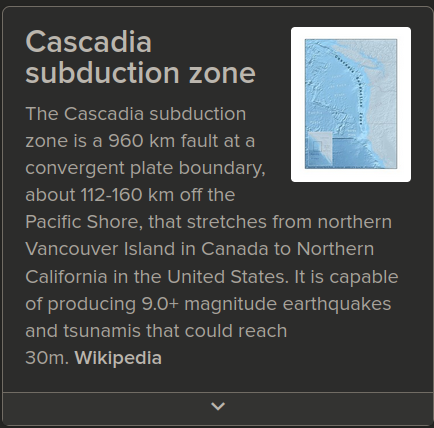 Cascadia
subduction zone
The Cascadia subduction
zone is a 960 km fault at a
convergent plate boundary,
about 112-160 km off the
Pacific Shore, that stretches from northern
Vancouver Island in Canada to Northern
California in the United States. It is capable
of producing 9.0+ magnitude earthquakes
and tsunamis that could reach
30m. Wikipedia